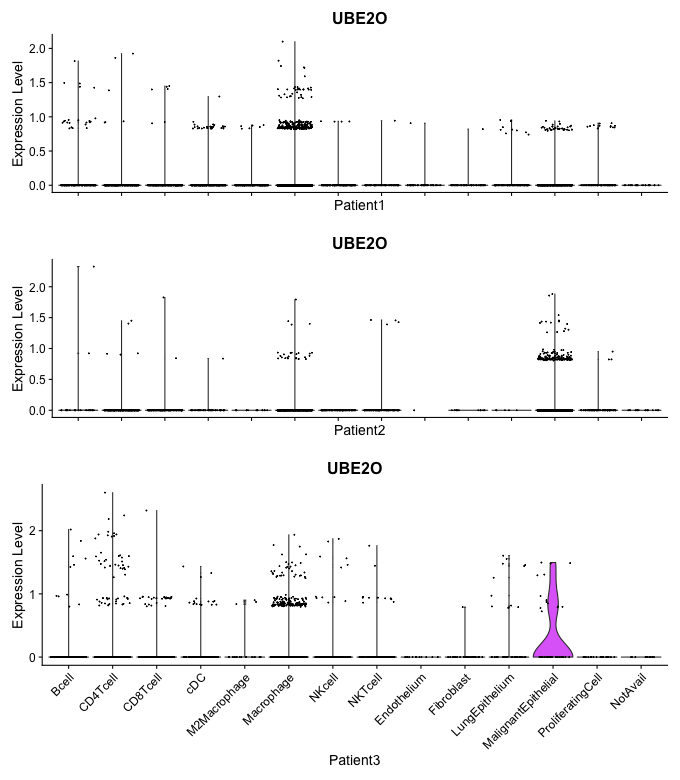 UBE2O
Expression Level
2.0
1.5
1.0
0.5
0.0
Patient1
UBE2O
Expression Level
2.0
1.5
1.0
0.5
0.0
Patient2
UBE2O
Expression Level
2
1
0
Bcell
CD4Tcell
CD8Tcell
cDC
M2Macrophage
Macrophage
NKcell
NKTcell
Endothelium
Fibroblast
LungEpithelium
MalignantEpithelial
ProliferatingCell
NotAvail
Patient3